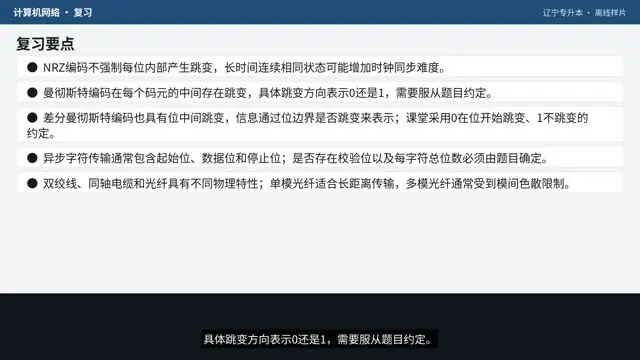 计算机网络 · 复习
辽宁专升本 · 离线样片
复习要点
● NRZ编码不强制每位内部产生跳变，长时间连续相同状态可能增加时钟同步难度。
● 曼彻斯特编码在每个码元的中间存在跳变，具体跳变方向表示0还是1，需要服从题目约定。
● 差分曼彻斯特编码也具有位中间跳变，信息通过位边界是否跳变来表示；课堂采用0在位开始跳变、1不跳变的
约定。
● 异步字符传输通常包含起始位、数据位和停止位；是否存在校验位以及每字符总位数必须由题目确定。
● 双绞线、同轴电缆和光纤具有不同物理特性；单模光纤适合长距离传输，多模光纤通常受到模间色散限制。
具体跳变方向表示0还是1，需要服从题目约定。